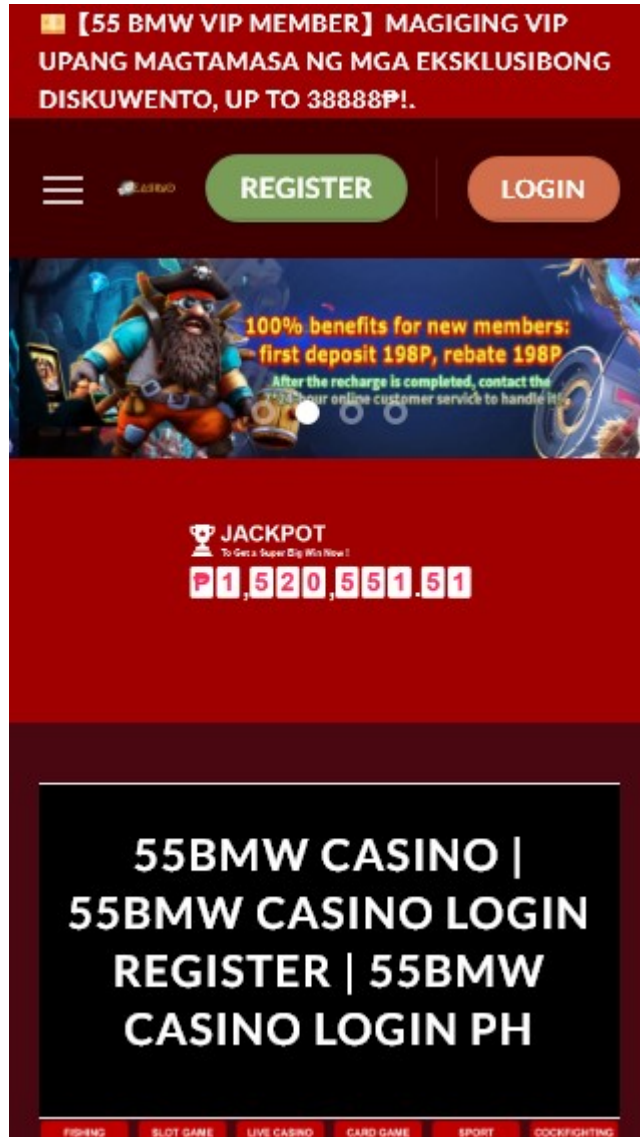 【55 BMW VIP MEMBER】MAGIGING VIP
UPANG MAGTAMASA NG MGA EKSKLUSIBONG
DISKUWENTO, UP TO 38888₱!.
CASINO
REGISTER
LOGIN
100% benefits for new members:
first deposit 198P, rebate 198P
After the recharge is completed, contact the
online customer service to handle it!
JACKPOT
To Get a Super Big Win Now !
₱1,520,551.51
55BMW CASINO |
55BMW CASINO LOGIN
REGISTER | 55BMW
CASINO LOGIN PH
FISHING SLOT GAME LIVE CASINO CARD GAME SPORT COCKFIGHTING